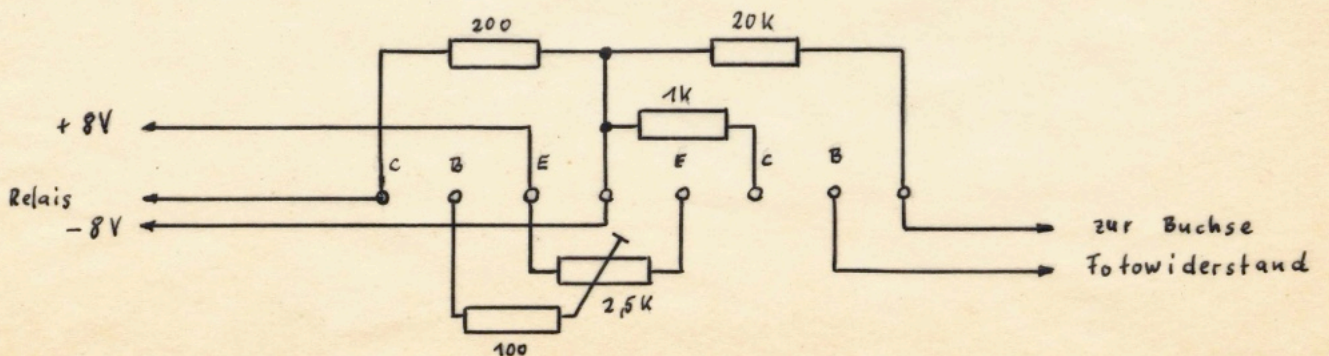 200
20K
1K
+ 8V
C
B
E
E
C
B
Relais
- 8V
zur Buchse
Fotowiderstand
2,5K
100